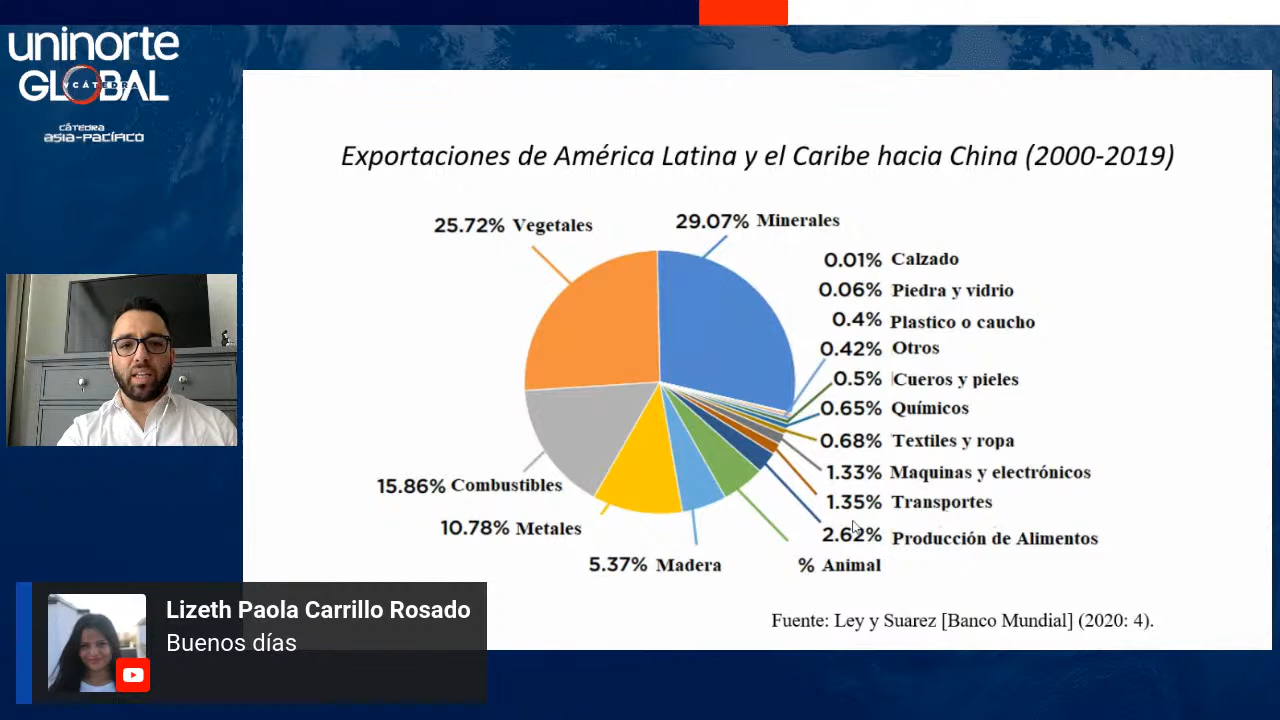 uninorte
GLOBAL
CÁTEDRA
ASIA-PACÍFICO
Exportaciones de América Latina y el Caribe hacia China (2000-2019)
25.72% Vegetales
29.07% Minerales
0.01% Calzado
0.06% Piedra y vidrio
0.4% Plastico o caucho
0.42% Otros
0.5% Cueros y pieles
0.65% Químicos
0.68% Textiles y ropa
1.33% Maquinas y electrónicos
1.35% Transportes
2.62% Producción de Alimentos
% Animal
15.86% Combustibles
10.78% Metales
5.37% Madera
Fuente: Ley y Suarez [Banco Mundial] (2020: 4).
Lizeth Paola Carrillo Rosado
Buenos días